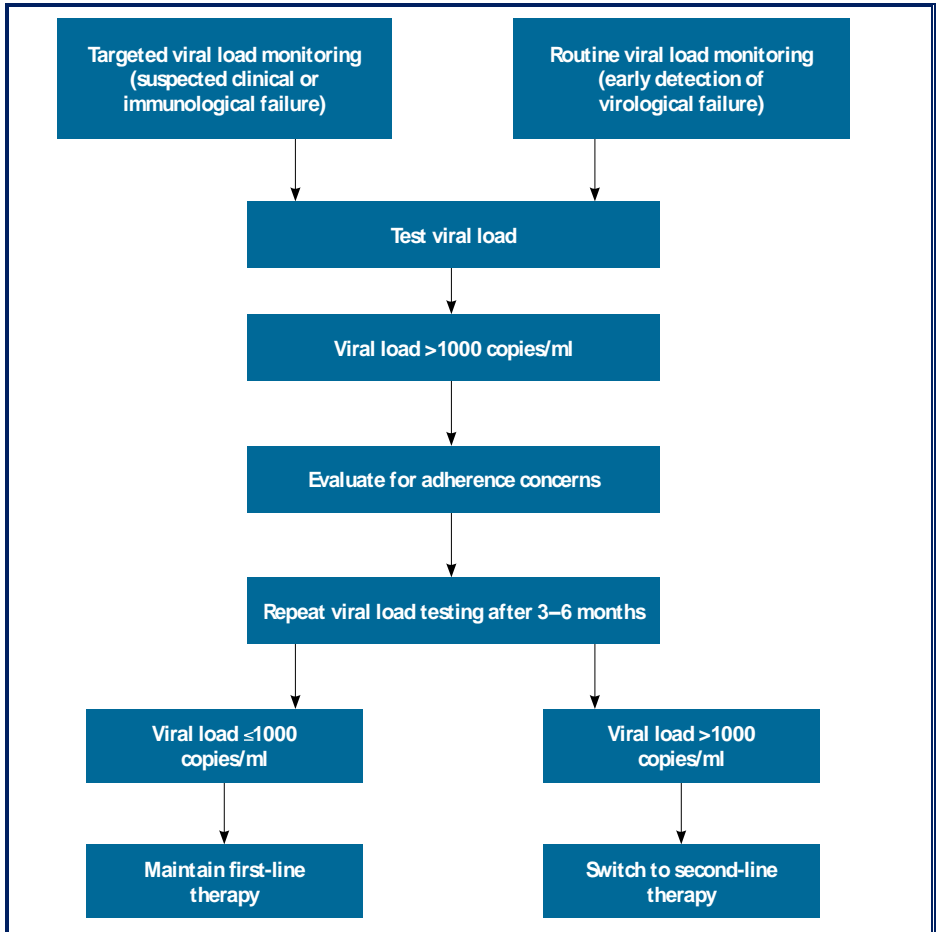 Targeted viral load monitoring
(suspected clinical or
immunological failure)
Routine viral load monitoring
(early detection of
virological failure)
Test viral load
Viral load >1000 copies/ml
Evaluate for adherence concerns
Repeat viral load testing after 3–6 months
Viral load ≤1000
copies/ml
Viral load >1000
copies/ml
Maintain first-line
therapy
Switch to second-line
therapy